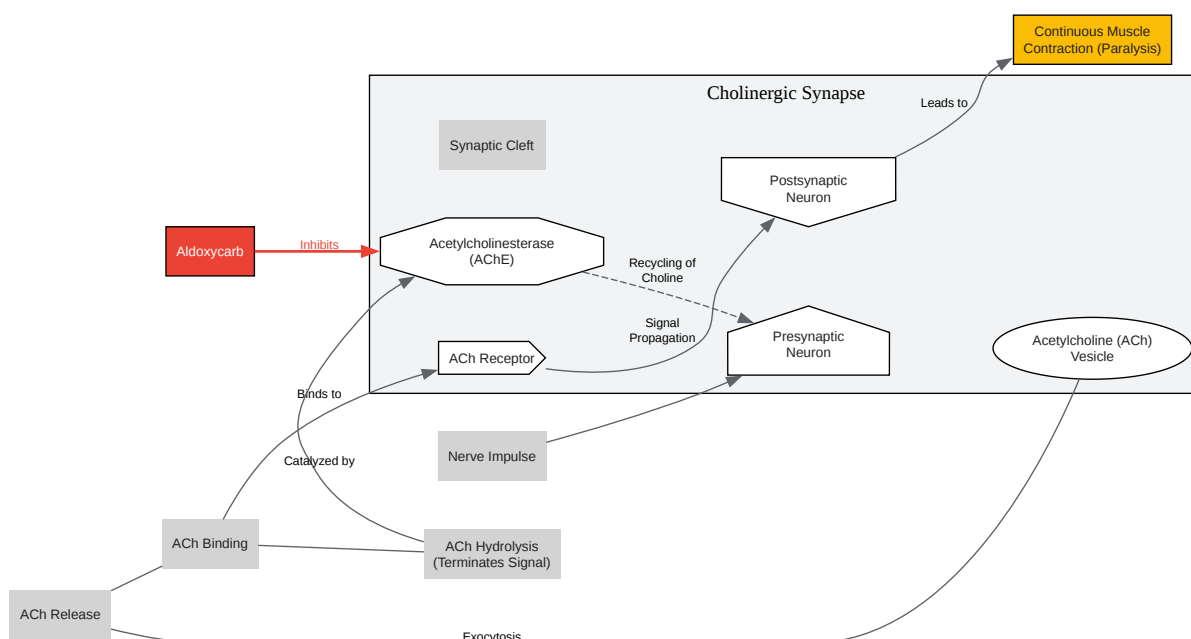 Continuous Muscle
Contraction (Paralysis)
Cholinergic Synapse
Leads to
Synaptic Cleft
Postsynaptic
Neuron
Aldoxycarb
Inhibits
Acetylcholinesterase
(AChE)
Recycling of
Choline
Signal
Propagation
Presynaptic
Neuron
Acetylcholine (ACh)
Vesicle
ACh Receptor
Binds to
Catalyzed by
Nerve Impulse
ACh Binding
ACh Hydrolysis
(Terminates Signal)
ACh Release
Exocytosis